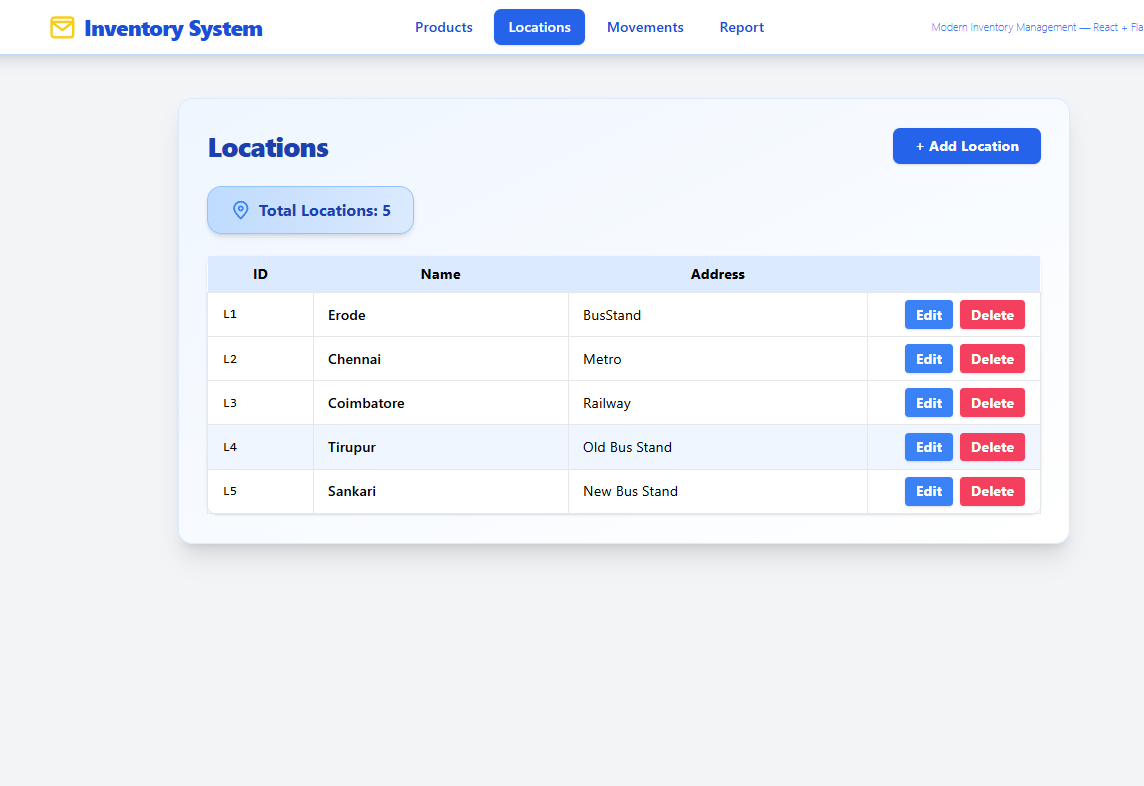 Inventory System Products Locations Movements Report Modern Inventory Management — React + Fla
Locations + Add Location
Total Locations: 5
ID Name Address
L1 Erode BusStand Edit Delete
L2 Chennai Metro Edit Delete
L3 Coimbatore Railway Edit Delete
L4 Tirupur Old Bus Stand Edit Delete
L5 Sankari New Bus Stand Edit Delete